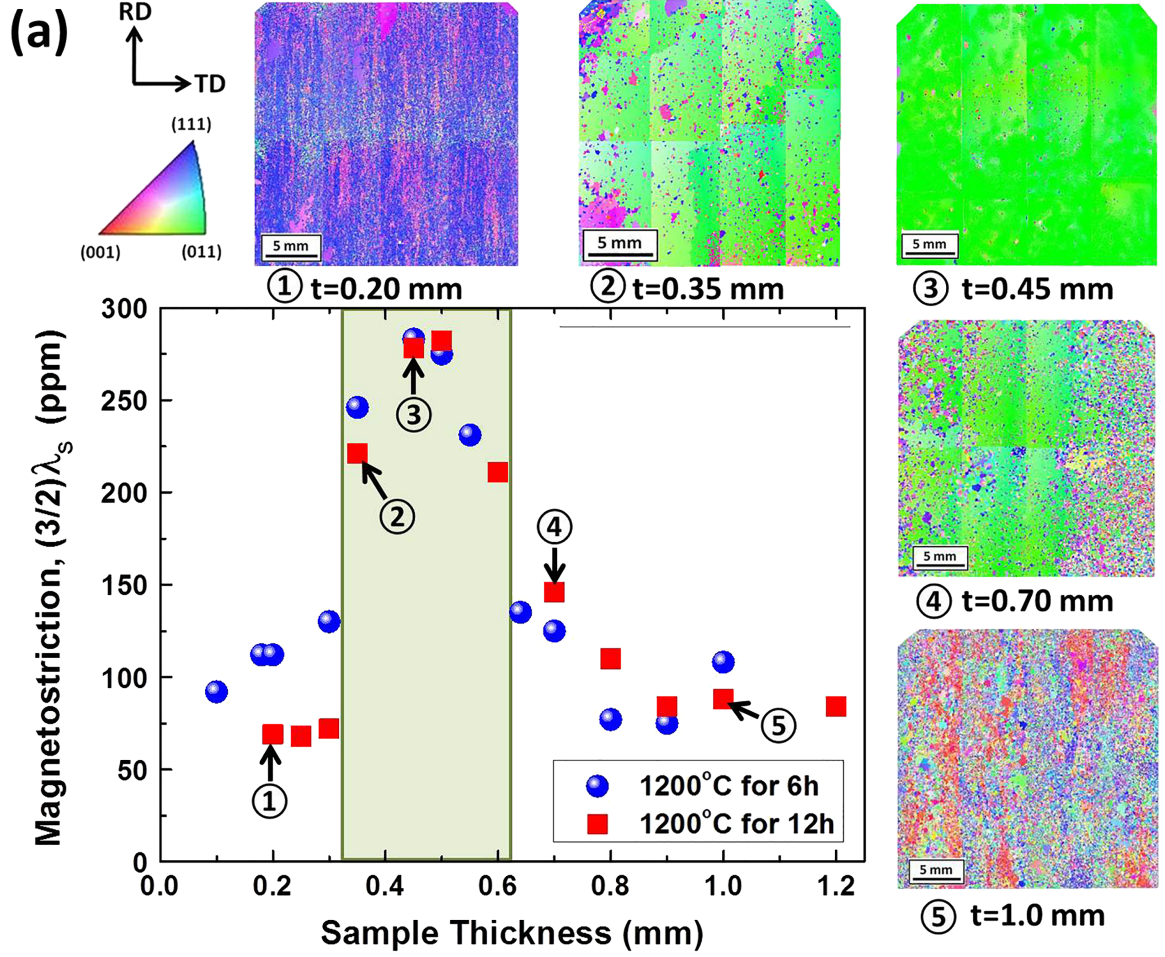 (a)
RD
TD
(111)
(001)
(011)
5 mm
① t=0.20 mm
5 mm
② t=0.35 mm
5 mm
③ t=0.45 mm
5 mm
④ t=0.70 mm
5 mm
⑤ t=1.0 mm
Magnetostriction, (3/2)λs (ppm)
300
250
200
150
100
50
0
③
②
④
①
⑤
1200°C for 6h
1200°C for 12h
0.0 0.2 0.4 0.6 0.8 1.0 1.2
Sample Thickness (mm)